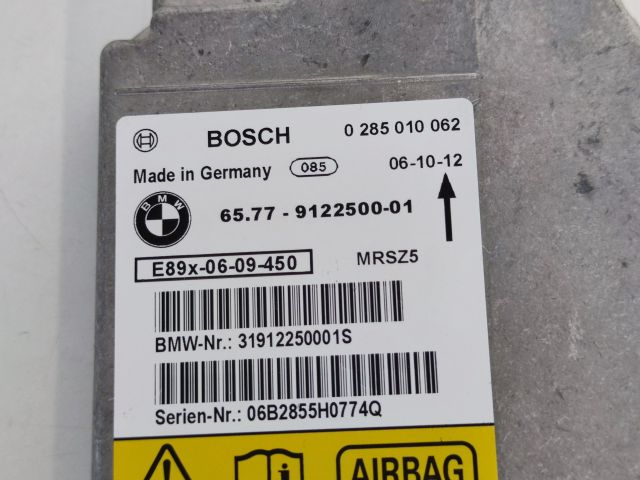 BOSCH 0 285 010 062
Made in Germany 085 06-10-12
BMW 65.77 - 9122500-01
E89x-06-09-450 MRSZ5
BMW-Nr.: 31912250001S
Serien-Nr.: 06B2855H0774Q
AIRBAG